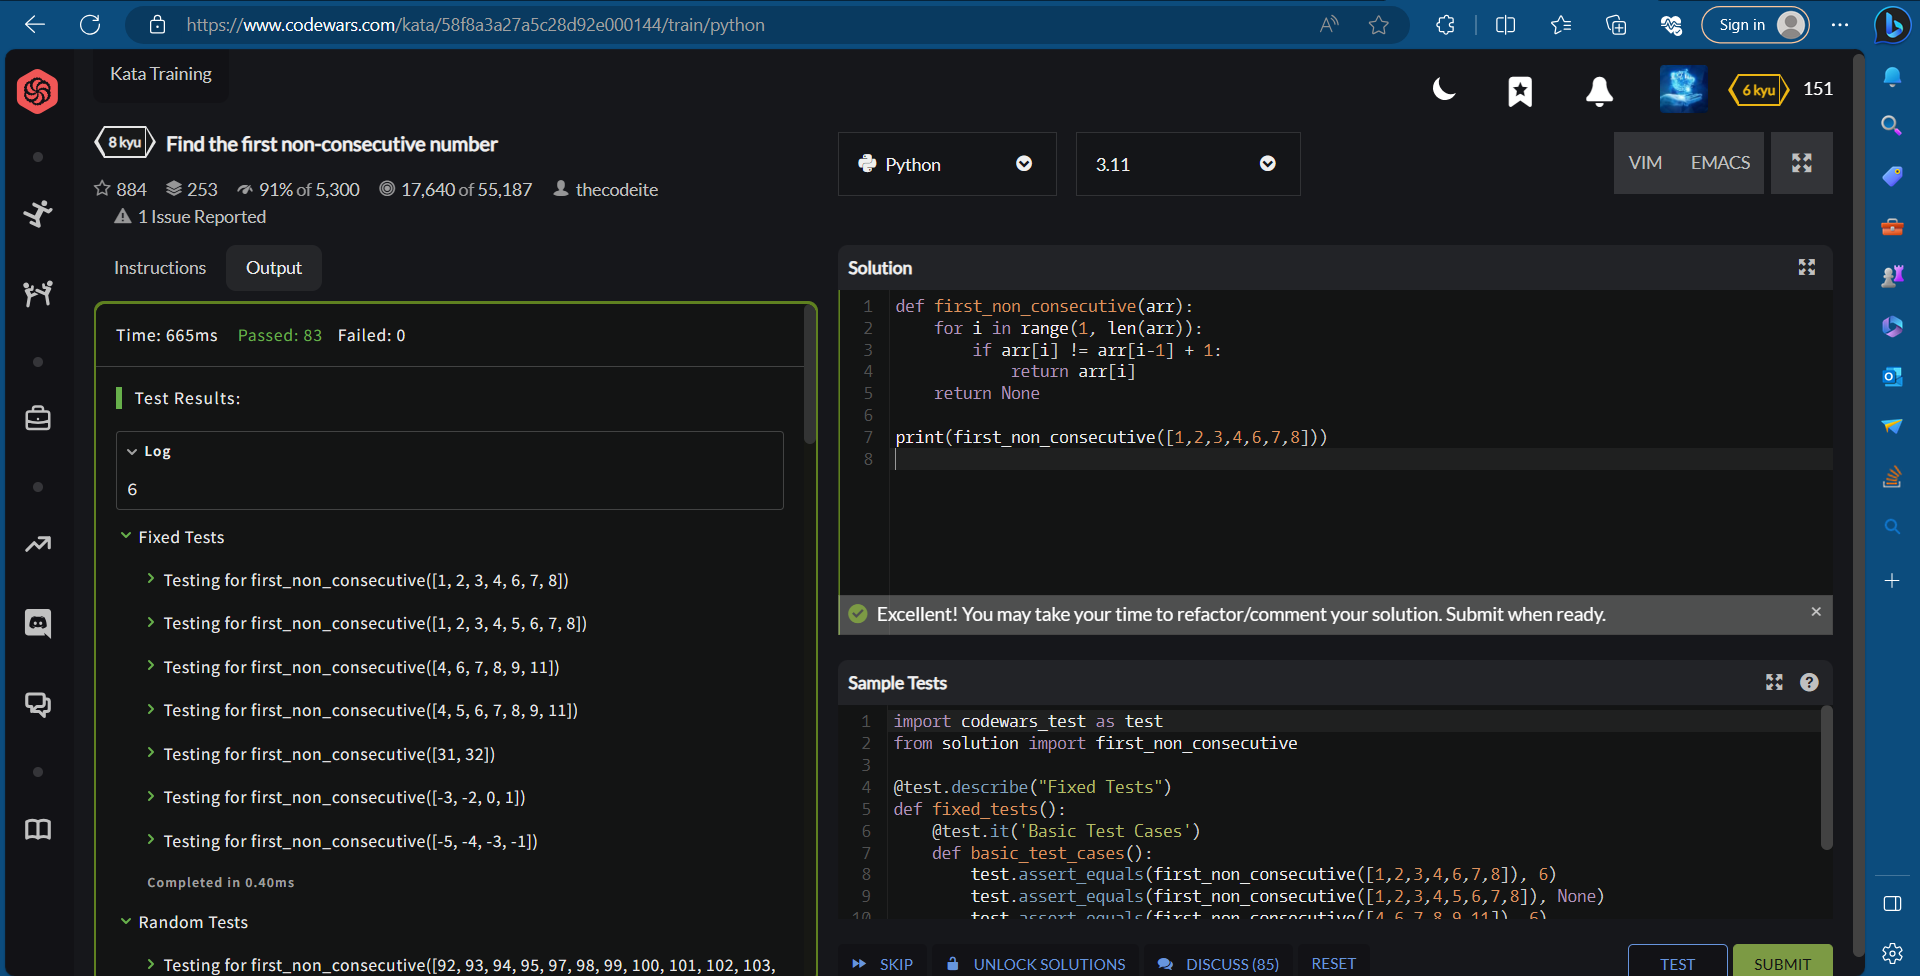 https://www.codewars.com/kata/58f8a3a27a5c28d92e000144/train/python
Sign in
Kata Training
6 kyu
151
8 kyu
Find the first non-consecutive number
884
253
91% of 5,300
17,640 of 55,187
thecodeite
1 Issue Reported
Python
3.11
VIM
EMACS
Instructions
Output
Time: 665ms Passed: 83 Failed: 0
Test Results:
Log
6
Fixed Tests
Testing for first_non_consecutive([1, 2, 3, 4, 6, 7, 8])
Testing for first_non_consecutive([1, 2, 3, 4, 5, 6, 7, 8])
Testing for first_non_consecutive([4, 6, 7, 8, 9, 11])
Testing for first_non_consecutive([4, 5, 6, 7, 8, 9, 11])
Testing for first_non_consecutive([31, 32])
Testing for first_non_consecutive([-3, -2, 0, 1])
Testing for first_non_consecutive([-5, -4, -3, -1])
Completed in 0.40ms
Random Tests
Testing for first_non_consecutive([92, 93, 94, 95, 97, 98, 99, 100, 101, 102, 103,
Solution
1 def first_non_consecutive(arr):
2     for i in range(1, len(arr)):
3         if arr[i] != arr[i-1] + 1:
4             return arr[i]
5     return None
6
7 print(first_non_consecutive([1,2,3,4,6,7,8]))
8
Excellent! You may take your time to refactor/comment your solution. Submit when ready.
Sample Tests
1 import codewars_test as test
2 from solution import first_non_consecutive
3
4 @test.describe("Fixed Tests")
5 def fixed_tests():
6     @test.it('Basic Test Cases')
7     def basic_test_cases():
8         test.assert_equals(first_non_consecutive([1,2,3,4,6,7,8]), 6)
9         test.assert_equals(first_non_consecutive([1,2,3,4,5,6,7,8]), None)
10         test.assert_equals(first_non_consecutive([4,6,7,8,9,11]), 6)
SKIP
UNLOCK SOLUTIONS
DISCUSS (85)
RESET
TEST
SUBMIT